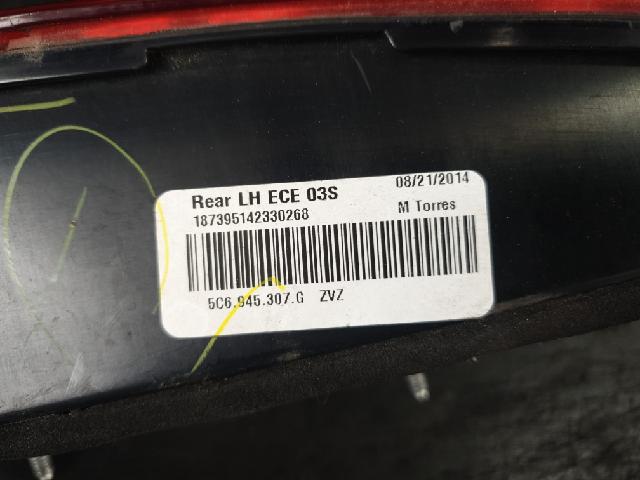 Rear LH ECE 03S 08/21/2014
187395142330268 M Torres
5C6.945.307.G ZVZ